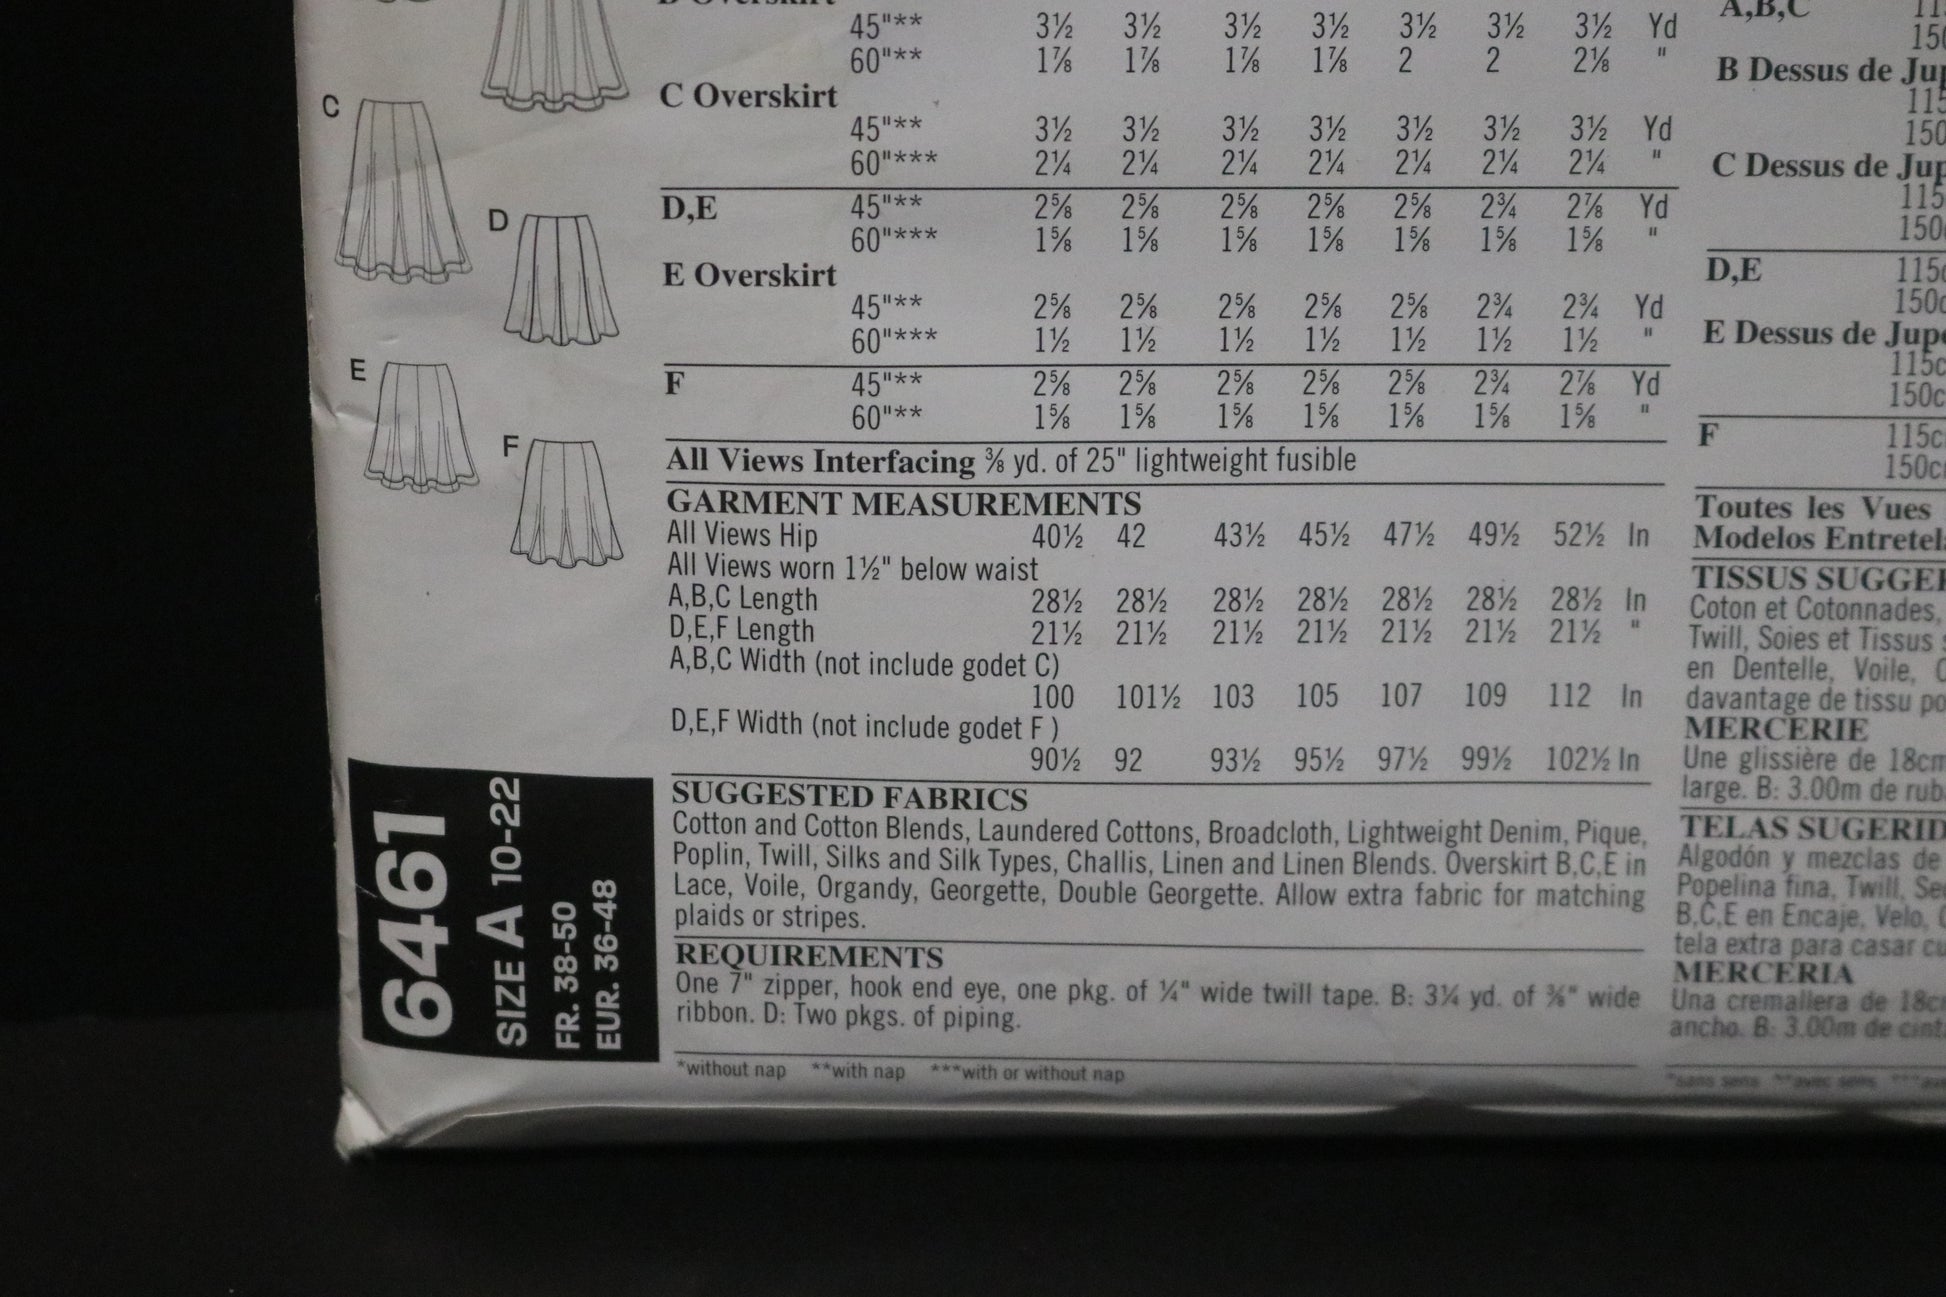 45"** 3½ 3½ 3½ 3½ 3½ 3½ 3½ Yd
60"** 1⅞ 1⅞ 1⅞ 1⅞ 2 2 2⅛ "
C Overskirt
45"** 3½ 3½ 3½ 3½ 3½ 3½ 3½ Yd
60"*** 2¼ 2¼ 2¼ 2¼ 2¼ 2¼ 2¼ "
D,E 45"** 2⅝ 2⅝ 2⅝ 2⅝ 2⅝ 2¾ 2⅞ Yd
60"*** 1⅝ 1⅝ 1⅝ 1⅝ 1⅝ 1⅝ 1⅝ "
E Overskirt
45"** 2⅝ 2⅝ 2⅝ 2⅝ 2⅝ 2¾ 2¾ Yd
60"*** 1½ 1½ 1½ 1½ 1½ 1½ 1½ "
F 45"** 2⅝ 2⅝ 2⅝ 2⅝ 2⅝ 2¾ 2⅞ Yd
60"** 1⅝ 1⅝ 1⅝ 1⅝ 1⅝ 1⅝ 1⅝ "
All Views Interfacing ⅜ yd. of 25" lightweight fusible
GARMENT MEASUREMENTS
All Views Hip 40½ 42 43½ 45½ 47½ 49½ 52½ In
All Views worn 1½" below waist
A,B,C Length 28½ 28½ 28½ 28½ 28½ 28½ 28½ In
D,E,F Length 21½ 21½ 21½ 21½ 21½ 21½ 21½ "
A,B,C Width (not include godet C)
100 101½ 103 105 107 109 112 In
D,E,F Width (not include godet F )
90½ 92 93½ 95½ 97½ 99½ 102½ In
SUGGESTED FABRICS
Cotton and Cotton Blends, Laundered Cottons, Broadcloth, Lightweight Denim, Pique,
Poplin, Twill, Silks and Silk Types, Challis, Linen and Linen Blends. Overskirt B,C,E in
Lace, Voile, Organdy, Georgette, Double Georgette. Allow extra fabric for matching
plaids or stripes.
REQUIREMENTS
One 7" zipper, hook end eye, one pkg. of ¼" wide twill tape. B: 3¼ yd. of ⅜" wide
ribbon. D: Two pkgs. of piping.
*without nap **with nap ***with or without nap
C
D
E
F
6461
SIZE A 10-22
FR. 38-50
EUR. 36-48
A,B,C
B Dessus de
C Dessus de
D,E
E Dessus de
F
Toutes les Vues
Modelos
TISSUS
Coton et Cotonnades,
Twill, Soies et Tissus
en Dentelle, Voile,
davantage de tissu
MERCERIE
Une glissière de
large. B: 3.00m de
TELAS
Algodón y mezclas de
Popelina fina, Twill,
B,C,E en Encaje,
tela extra para casar
MERCERIA
Una cremallera de
ancho. B: 3.00m de